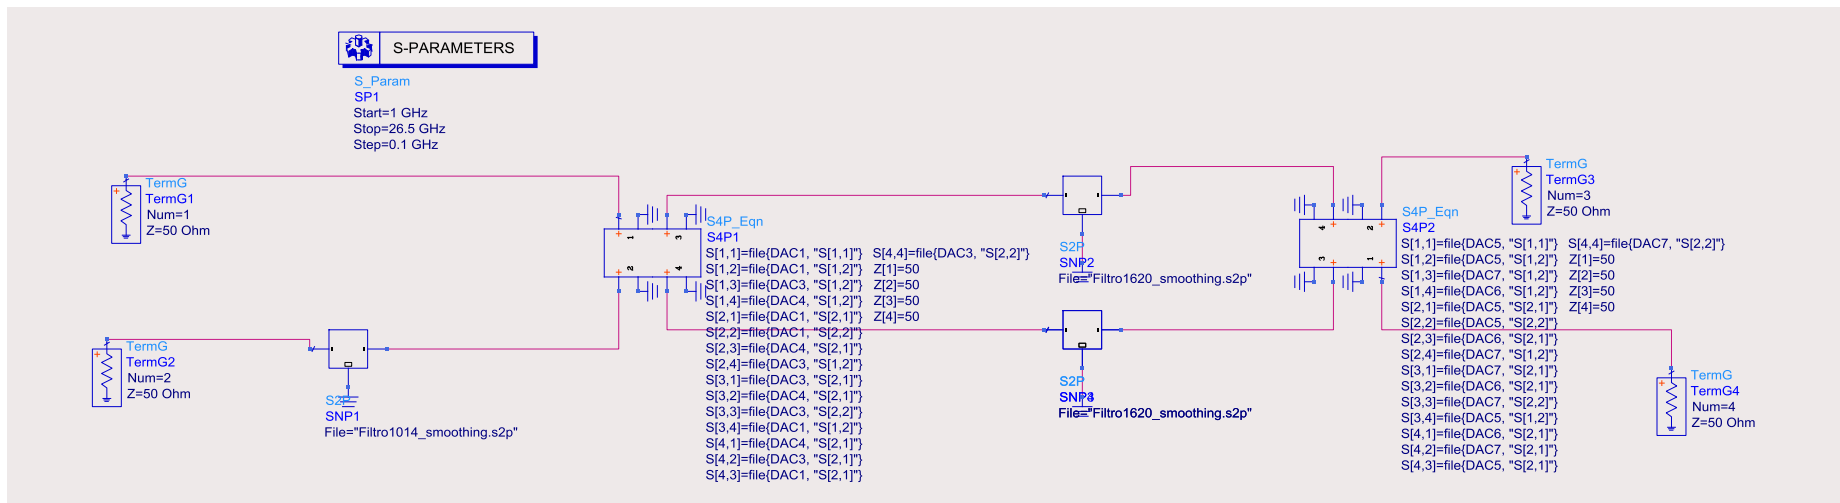 S-PARAMETERS
S_Param
SP1
Start=1 GHz
Stop=26.5 GHz
Step=0.1 GHz
TermG
TermG1
Num=1
Z=50 Ohm
TermG
TermG2
Num=2
Z=50 Ohm
S2P
SNP1
File="Filtro1014_smoothing.s2p"
1
3
2
4
S4P_Eqn
S4P1
S[1,1]=file{DAC1, "S[1,1]"} S[4,4]=file{DAC3, "S[2,2]"}
S[1,2]=file{DAC1, "S[1,2]"} Z[1]=50
S[1,3]=file{DAC3, "S[1,2]"} Z[2]=50
S[1,4]=file{DAC4, "S[1,2]"} Z[3]=50
S[2,1]=file{DAC1, "S[2,1]"} Z[4]=50
S[2,2]=file{DAC1, "S[2,2]"}
S[2,3]=file{DAC4, "S[2,1]"}
S[2,4]=file{DAC3, "S[1,2]"}
S[3,1]=file{DAC3, "S[2,1]"}
S[3,2]=file{DAC4, "S[2,1]"}
S[3,3]=file{DAC3, "S[2,2]"}
S[3,4]=file{DAC1, "S[1,2]"}
S[4,1]=file{DAC4, "S[2,1]"}
S[4,2]=file{DAC3, "S[2,1]"}
S[4,3]=file{DAC1, "S[2,1]"}
S2P
SNP2
File="Filtro1620_smoothing.s2p"
S2P
File="Filtro1620_smoothing.s2p"
4
2
3
1
S4P_Eqn
S4P2
S[1,1]=file{DAC5, "S[1,1]"} S[4,4]=file{DAC7, "S[2,2]"}
S[1,2]=file{DAC5, "S[1,2]"} Z[1]=50
S[1,3]=file{DAC7, "S[1,2]"} Z[2]=50
S[1,4]=file{DAC6, "S[1,2]"} Z[3]=50
S[2,1]=file{DAC5, "S[2,1]"} Z[4]=50
S[2,2]=file{DAC5, "S[2,2]"}
S[2,3]=file{DAC6, "S[2,1]"}
S[2,4]=file{DAC7, "S[1,2]"}
S[3,1]=file{DAC7, "S[2,1]"}
S[3,2]=file{DAC6, "S[2,1]"}
S[3,3]=file{DAC7, "S[2,2]"}
S[3,4]=file{DAC5, "S[1,2]"}
S[4,1]=file{DAC6, "S[2,1]"}
S[4,2]=file{DAC7, "S[2,1]"}
S[4,3]=file{DAC5, "S[2,1]"}
TermG
TermG3
Num=3
Z=50 Ohm
TermG
TermG4
Num=4
Z=50 Ohm